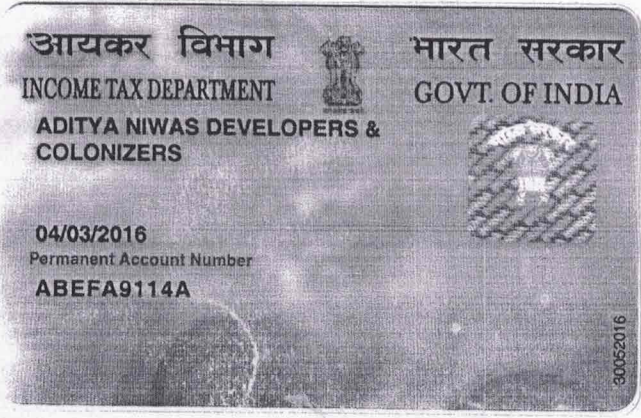 आयकर विभाग
INCOME TAX DEPARTMENT
भारत सरकार
GOVT. OF INDIA
ADITYA NIWAS DEVELOPERS &
COLONIZERS
04/03/2016
Permanent Account Number
ABEFA9114A
30052016